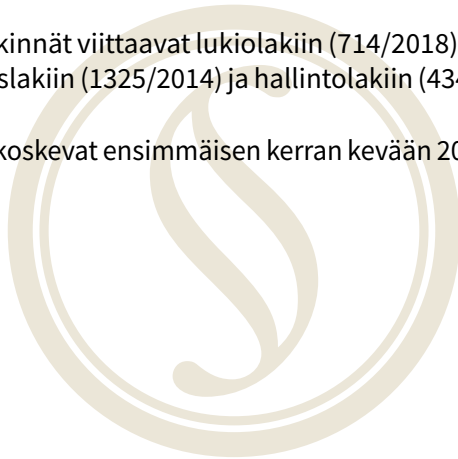 kinnät viittaavat lukiolakiin (714/2018)
slakiin (1325/2014) ja hallintolakiin (434
koskevat ensimmäisen kerran kevään 20
§